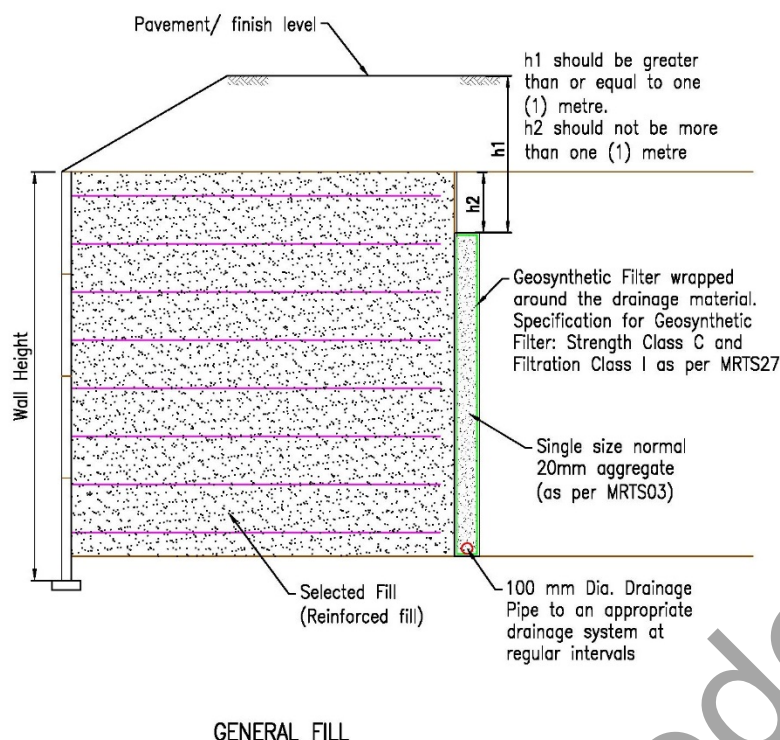 Pavement/ finish level
h1 should be greater
than or equal to one
(1) metre.
h2 should not be more
than one (1) metre
h1
h2
Geosynthetic Filter wrapped
around the drainage material.
Specification for Geosynthetic
Filter: Strength Class C and
Filtration Class I as per MRTS27
Wall Height
Single size normal
20mm aggregate
(as per MRTS03)
Selected Fill
(Reinforced fill)
100 mm Dia. Drainage
Pipe to an appropriate
drainage system at
regular intervals
GENERAL FILL